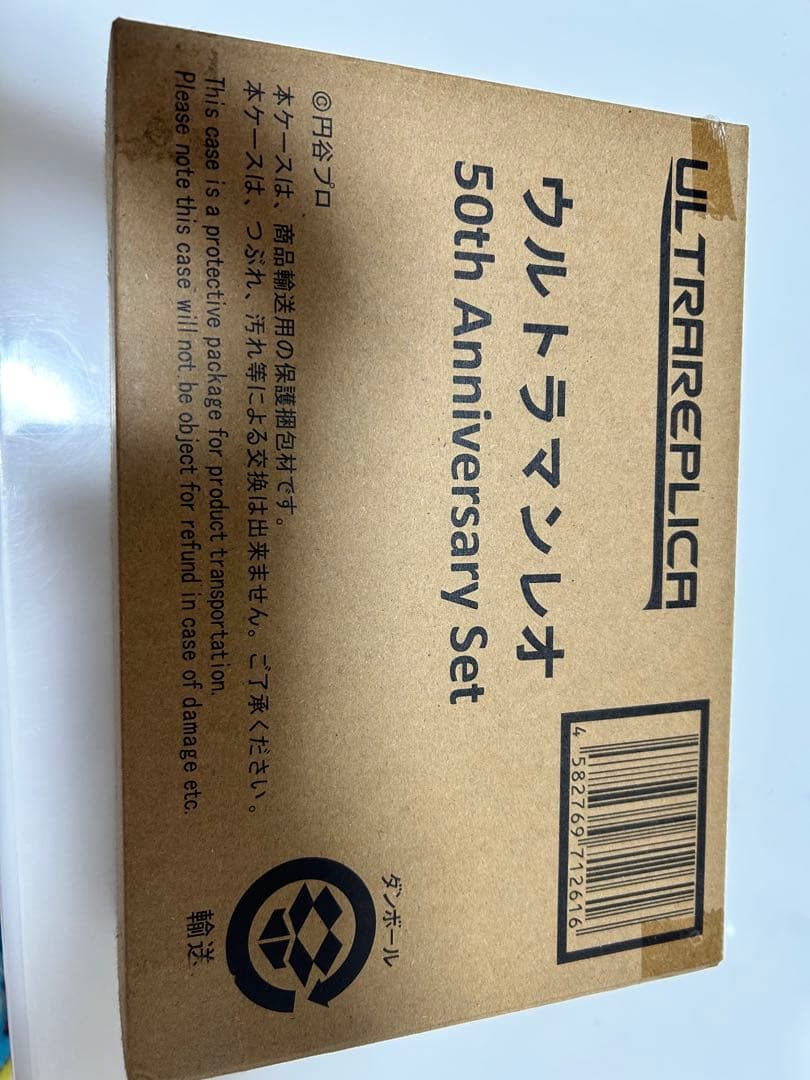 ULTRAREPLICA
ウルトラマンレオ
50th Anniversary Set
4 582769 712616
©円谷プロ
本ケースは、商品輸送用の保護梱包材です。
本ケースは、つぶれ、汚れ等による交換は出来ません。ご了承ください。
This case is a protective package for product transportation.
Please note this case will not be object for refund in case of damage etc.
ダンボール
輸送